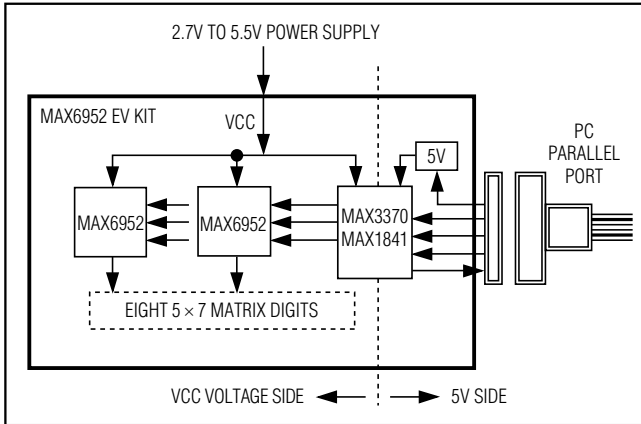 2.7V TO 5.5V POWER SUPPLY
MAX6952 EV KIT
VCC
PC
PARALLEL
PORT
5V
MAX6952
MAX6952
MAX3370
MAX1841
EIGHT 5 × 7 MATRIX DIGITS
VCC VOLTAGE SIDE
5V SIDE